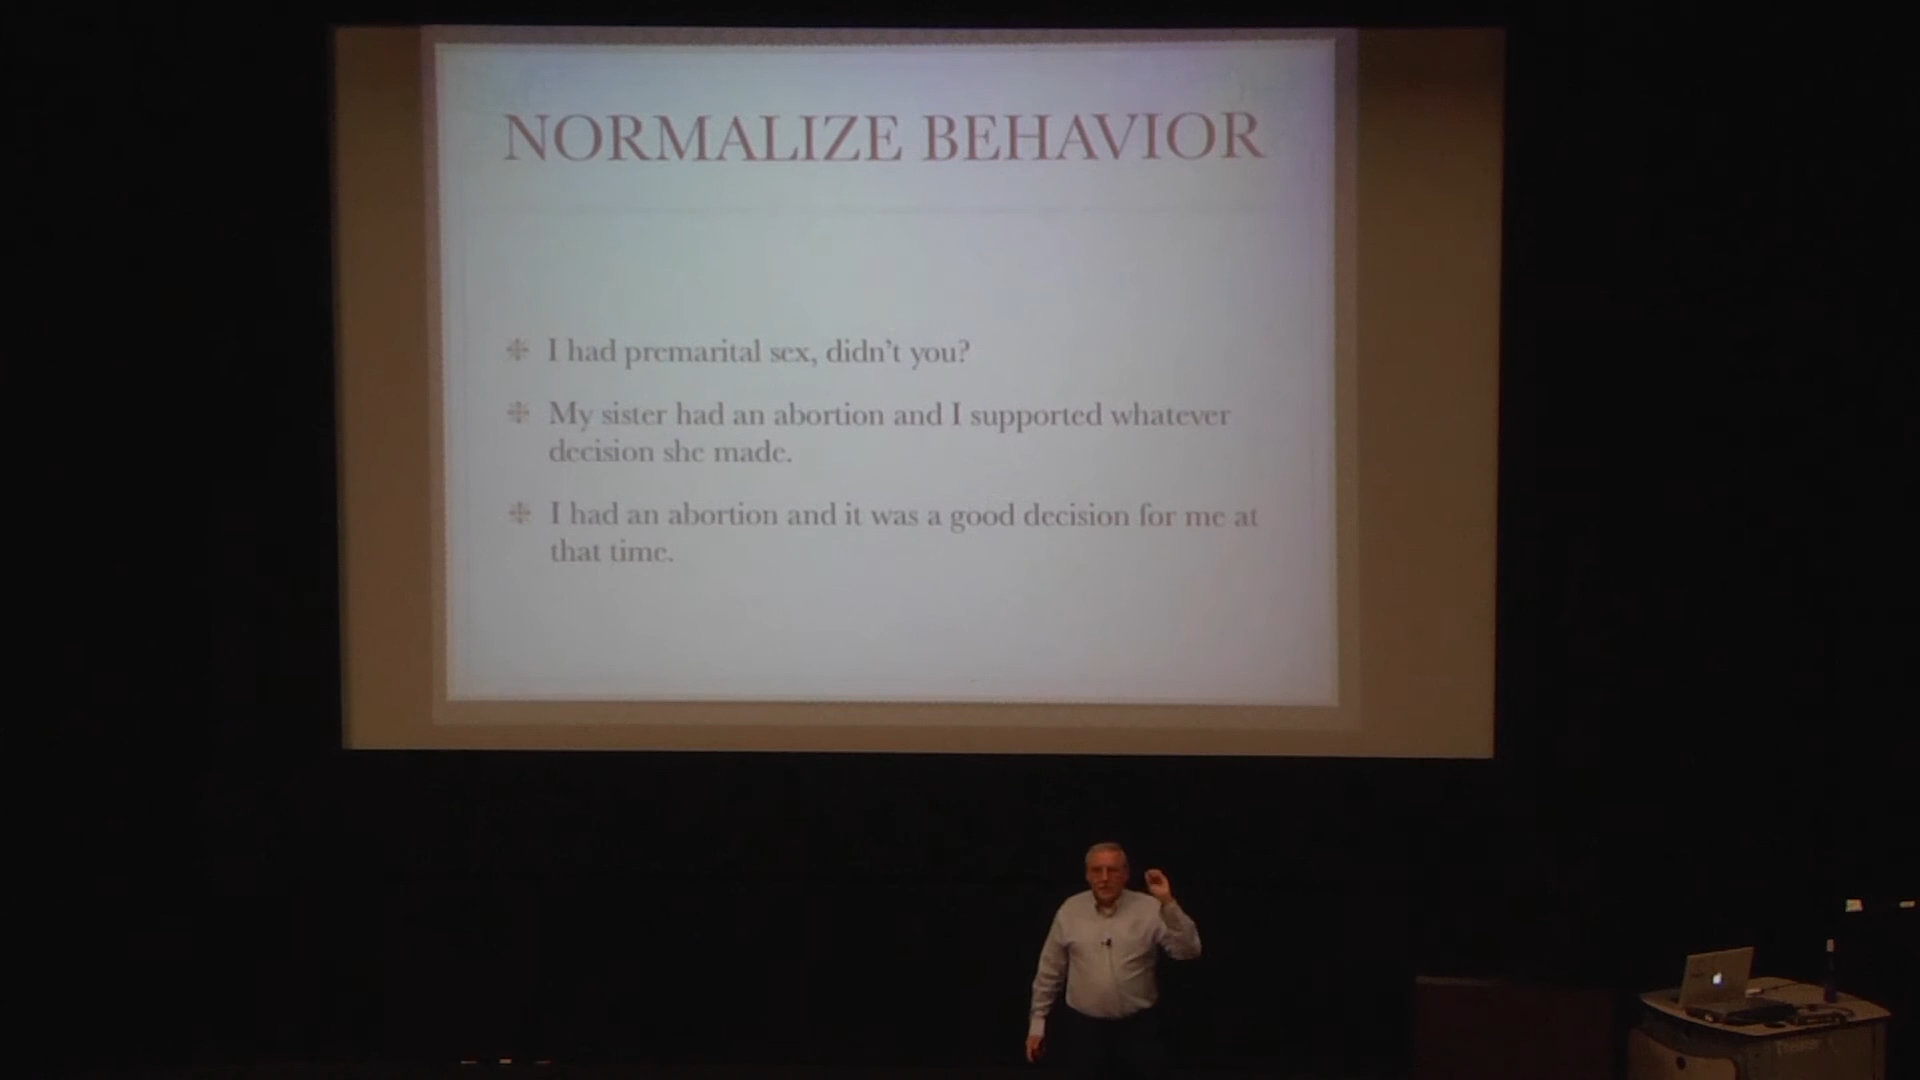 NORMALIZE BEHAVIOR
I had premarital sex, didn't you?
My sister had an abortion and I supported whatever
decision she made.
I had an abortion and it was a good decision for me at
that time.